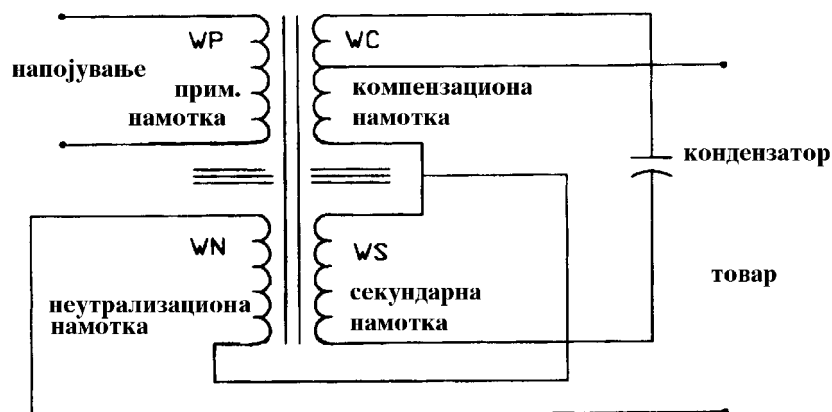 WP
WC
напојување
прим.
намотка
компензациона
намотка
кондензатор
WN
WS
неутрализациона
намотка
секундарна
намотка
товар